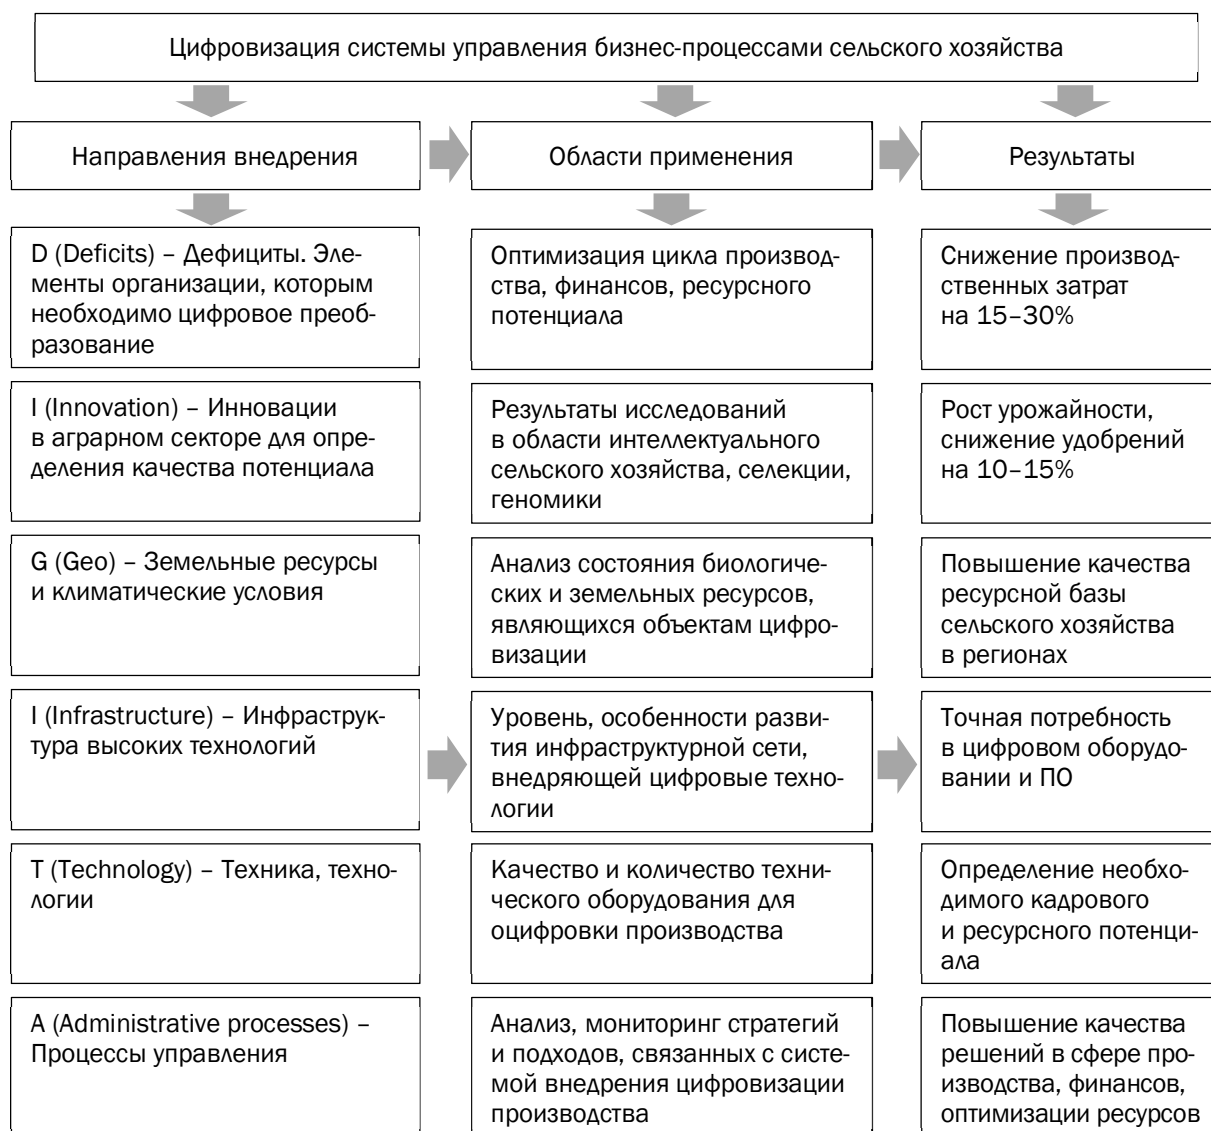 Цифровизация системы управления бизнес-процессами сельского хозяйства
Направления внедрения
Области применения
Результаты
D (Deficits) – Дефициты. Эле-
менты организации, которым
необходимо цифровое преоб-
разование
Оптимизация цикла производ-
ства, финансов, ресурсного
потенциала
Снижение производ-
ственных затрат
на 15–30%
I (Innovation) – Инновации
в аграрном секторе для опре-
деления качества потенциала
Результаты исследований
в области интеллектуального
сельского хозяйства, селекции,
геномики
Рост урожайности,
снижение удобрений
на 10–15%
G (Geo) – Земельные ресурсы
и климатические условия
Анализ состояния биологиче-
ских и земельных ресурсов,
являющихся объектам цифро-
визации
Повышение качества
ресурсной базы
сельского хозяйства
в регионах
I (Infrastructure) – Инфраструк-
тура высоких технологий
Уровень, особенности разви-
тия инфраструктурной сети,
внедряющей цифровые техно-
логии
Точная потребность
в цифровом оборудо-
вании и ПО
T (Technology) – Техника, техно-
логии
Качество и количество техни-
ческого оборудования для
оцифровки производства
Определение необхо-
димого кадрового
и ресурсного потенци-
ала
A (Administrative processes) –
Процессы управления
Анализ, мониторинг стратегий
и подходов, связанных с систе-
мой внедрения цифровизации
производства
Повышение качества
решений в сфере про-
изводства, финансов,
оптимизации ресурсов